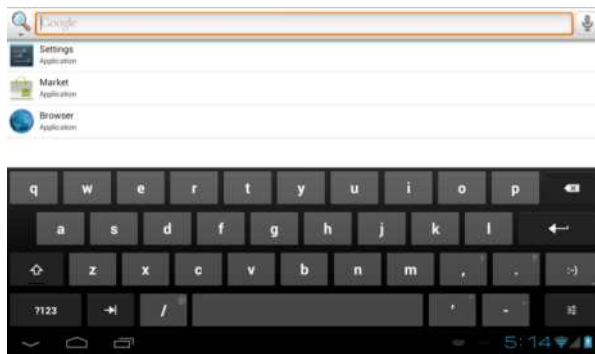 Google
Settings
Application
Market
Application
Browser
Application
q w e r t y u i o p
a s d f g h j k l
z x c v b n m , .  :-)
?123 / ' -
5:14